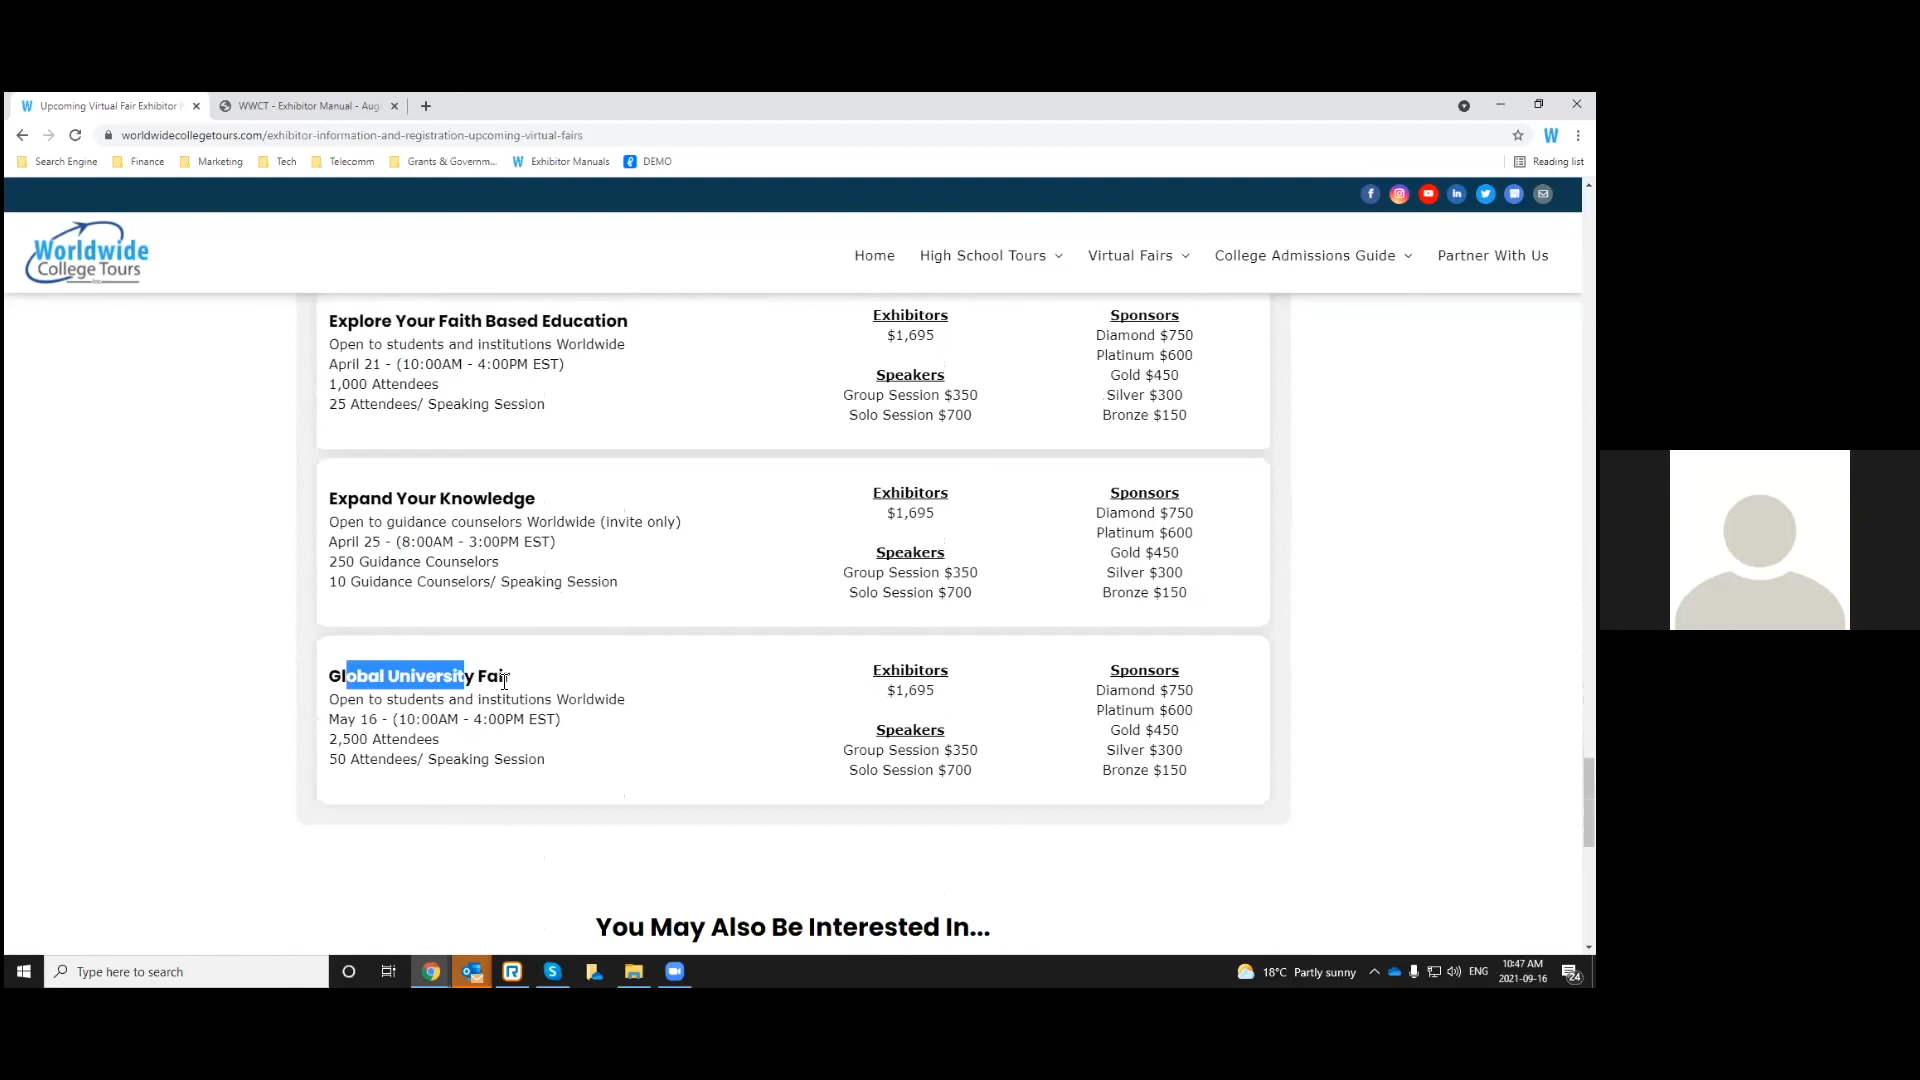 Upcoming Virtual Fair Exhibitor
WWCT - Exhibitor Manual - Aug
worldwidecollegetours.com/exhibitor-information-and-registration-upcoming-virtual-fairs
Search Engine
Finance
Marketing
Tech
Telecomm
Grants & Governm...
Exhibitor Manuals
DEMO
Reading list
Worldwide
College Tours
Home
High School Tours
Virtual Fairs
College Admissions Guide
Partner With Us
Explore Your Faith Based Education
Open to students and institutions Worldwide
April 21 - (10:00AM - 4:00PM EST)
1,000 Attendees
25 Attendees/ Speaking Session
Exhibitors
$1,695
Speakers
Group Session $350
Solo Session $700
Sponsors
Diamond $750
Platinum $600
Gold $450
Silver $300
Bronze $150
Expand Your Knowledge
Open to guidance counselors Worldwide (invite only)
April 25 - (8:00AM - 3:00PM EST)
250 Guidance Counselors
10 Guidance Counselors/ Speaking Session
Exhibitors
$1,695
Speakers
Group Session $350
Solo Session $700
Sponsors
Diamond $750
Platinum $600
Gold $450
Silver $300
Bronze $150
Global University Fair
Open to students and institutions Worldwide
May 16 - (10:00AM - 4:00PM EST)
2,500 Attendees
50 Attendees/ Speaking Session
Exhibitors
$1,695
Speakers
Group Session $350
Solo Session $700
Sponsors
Diamond $750
Platinum $600
Gold $450
Silver $300
Bronze $150
You May Also Be Interested In...
Type here to search
18°C Partly sunny
ENG
10:47 AM
2021-09-16
24